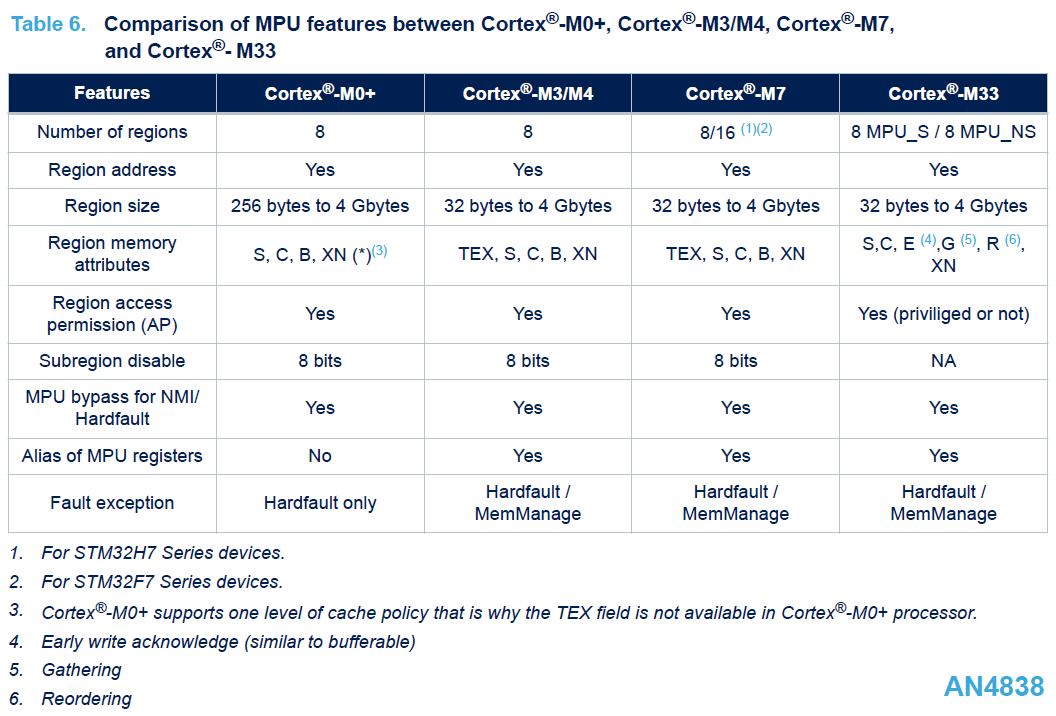 Table 6. Comparison of MPU features between Cortex®-M0+, Cortex®-M3/M4, Cortex®-M7,
and Cortex®- M33
Features Cortex®-M0+ Cortex®-M3/M4 Cortex®-M7 Cortex®-M33
Number of regions 8 8 8/16 (1)(2) 8 MPU_S / 8 MPU_NS
Region address Yes Yes Yes Yes
Region size 256 bytes to 4 Gbytes 32 bytes to 4 Gbytes 32 bytes to 4 Gbytes 32 bytes to 4 Gbytes
Region memory
attributes
S, C, B, XN (*)(3) TEX, S, C, B, XN TEX, S, C, B, XN
S,C, E (4),G (5), R (6),
XN
Region access
permission (AP)
Yes Yes Yes Yes (priviliged or not)
Subregion disable 8 bits 8 bits 8 bits NA
MPU bypass for NMI/
Hardfault
Yes Yes Yes Yes
Alias of MPU registers No Yes Yes Yes
Fault exception Hardfault only
Hardfault /
MemManage
Hardfault /
MemManage
Hardfault /
MemManage
1. For STM32H7 Series devices.
2. For STM32F7 Series devices.
3. Cortex®-M0+ supports one level of cache policy that is why the TEX field is not available in Cortex®-M0+ processor.
4. Early write acknowledge (similar to bufferable)
5. Gathering
6. Reordering
AN4838